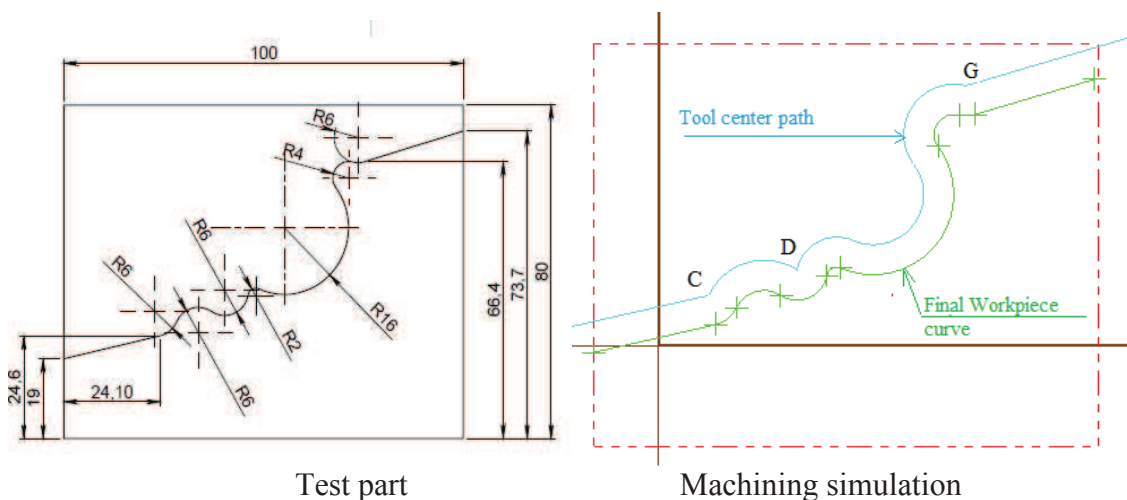 100
R6
R4
R6
R6
R16
R2
R6
24,10
24,6
19
66,4
73,7
80
Test part
G
Tool center path
D
C
Final Workpiece
curve
Machining simulation